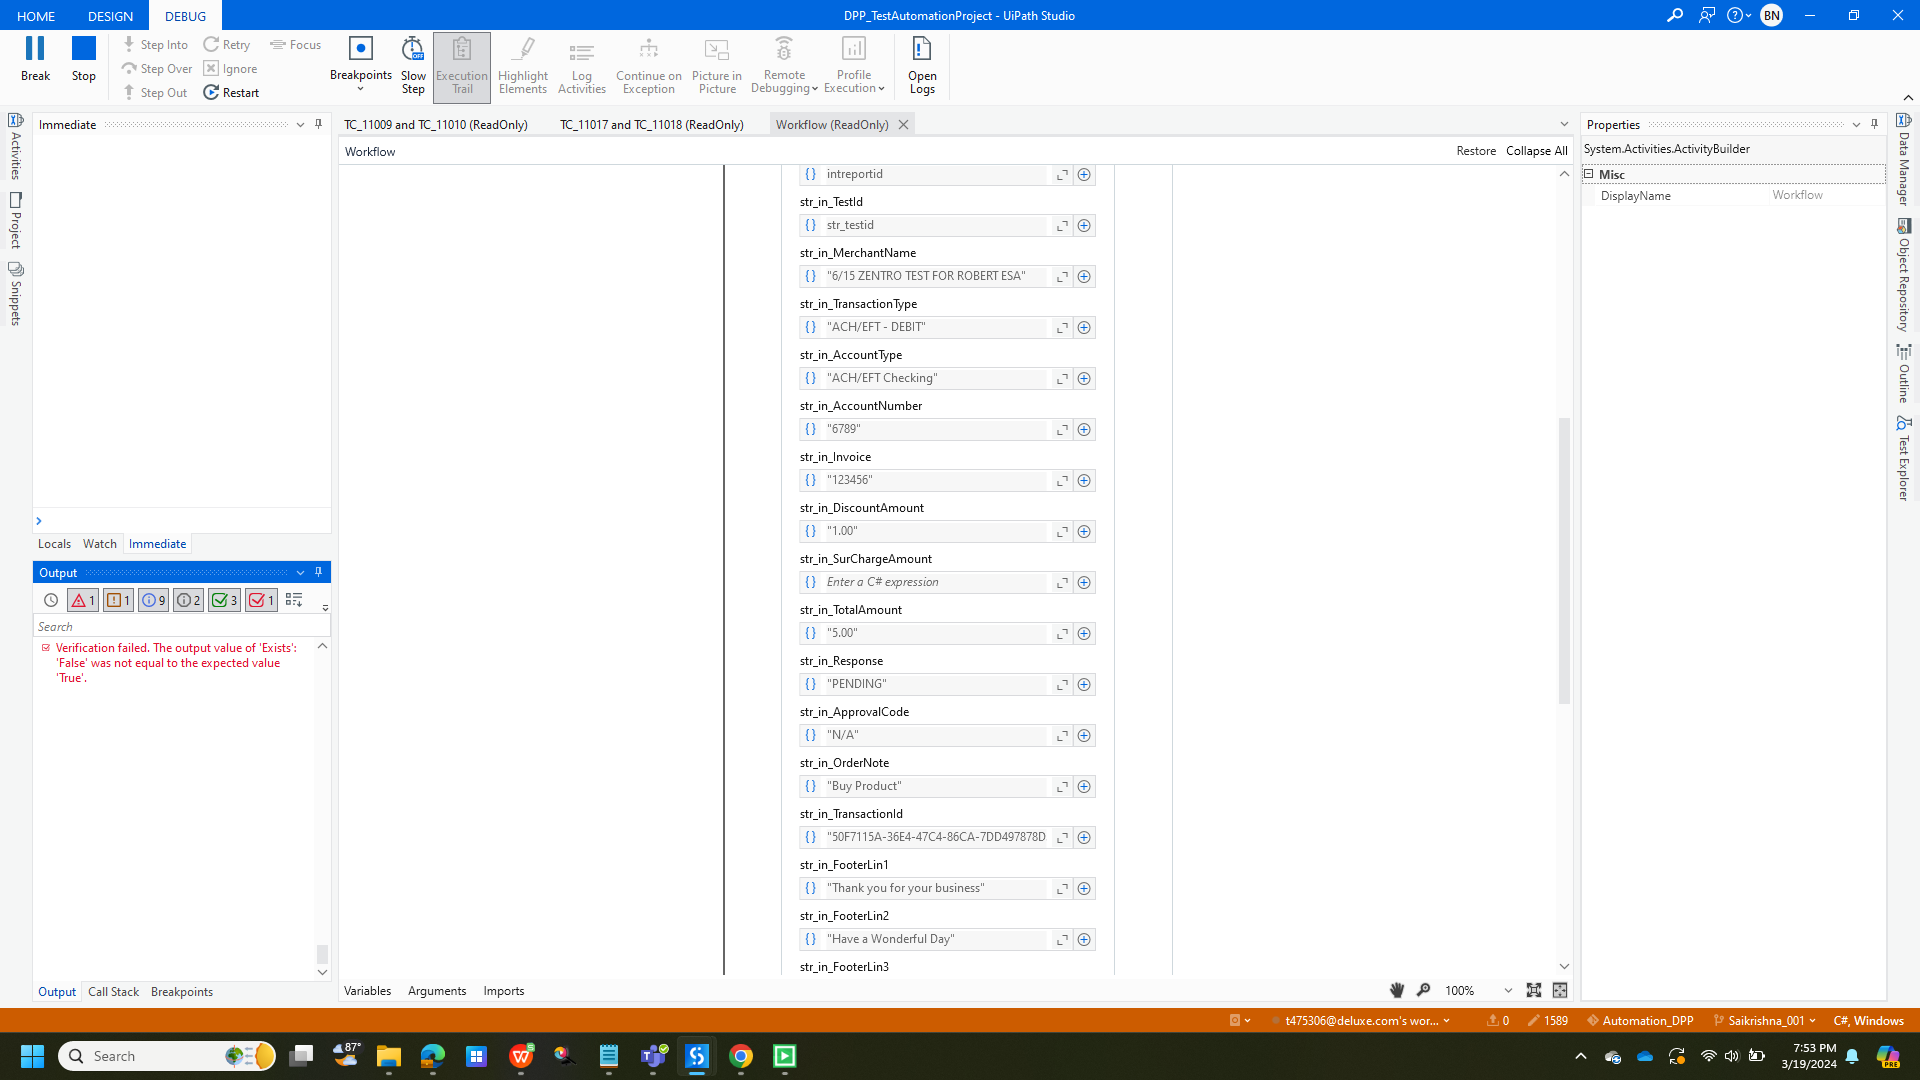 HOME DESIGN DEBUG
DPP_TestAutomationProject - UiPath Studio
BN
Break
Stop
Step Into
Step Over
Step Out
Retry
Ignore
Restart
Focus
Breakpoints
Slow
Step
Execution
Trail
Highlight
Elements
Log
Activities
Continue on
Exception
Picture in
Picture
Remote
Debugging
Profile
Execution
Open
Logs
Activities
Project
Snippets
Immediate
Locals Watch Immediate
Output
1 1 9 2 3 1
Search
Verification failed. The output value of 'Exists':
'False' was not equal to the expected value
'True'.
Output Call Stack Breakpoints
TC_11009 and TC_11010 (ReadOnly) TC_11017 and TC_11018 (ReadOnly) Workflow (ReadOnly)
Workflow
Restore Collapse All
intreportid
str_in_TestId
str_testid
str_in_MerchantName
"6/15 ZENTRO TEST FOR ROBERT ESA"
str_in_TransactionType
"ACH/EFT - DEBIT"
str_in_AccountType
"ACH/EFT Checking"
str_in_AccountNumber
"6789"
str_in_Invoice
"123456"
str_in_DiscountAmount
"1.00"
str_in_SurChargeAmount
Enter a C# expression
str_in_TotalAmount
"5.00"
str_in_Response
"PENDING"
str_in_ApprovalCode
"N/A"
str_in_OrderNote
"Buy Product"
str_in_TransactionId
"50F7115A-36E4-47C4-86CA-7DD497878D
str_in_FooterLin1
"Thank you for your business"
str_in_FooterLin2
"Have a Wonderful Day"
str_in_FooterLin3
Variables Arguments Imports
100%
Properties
System.Activities.ActivityBuilder
Misc
DisplayName Workflow
Data Manager
Object Repository
Outline
Test Explorer
t475306@deluxe.com's wor... 0 1589 Automation_DPP Saikrishna_001 C#, Windows
Search
87°
7:53 PM
3/19/2024
PRE